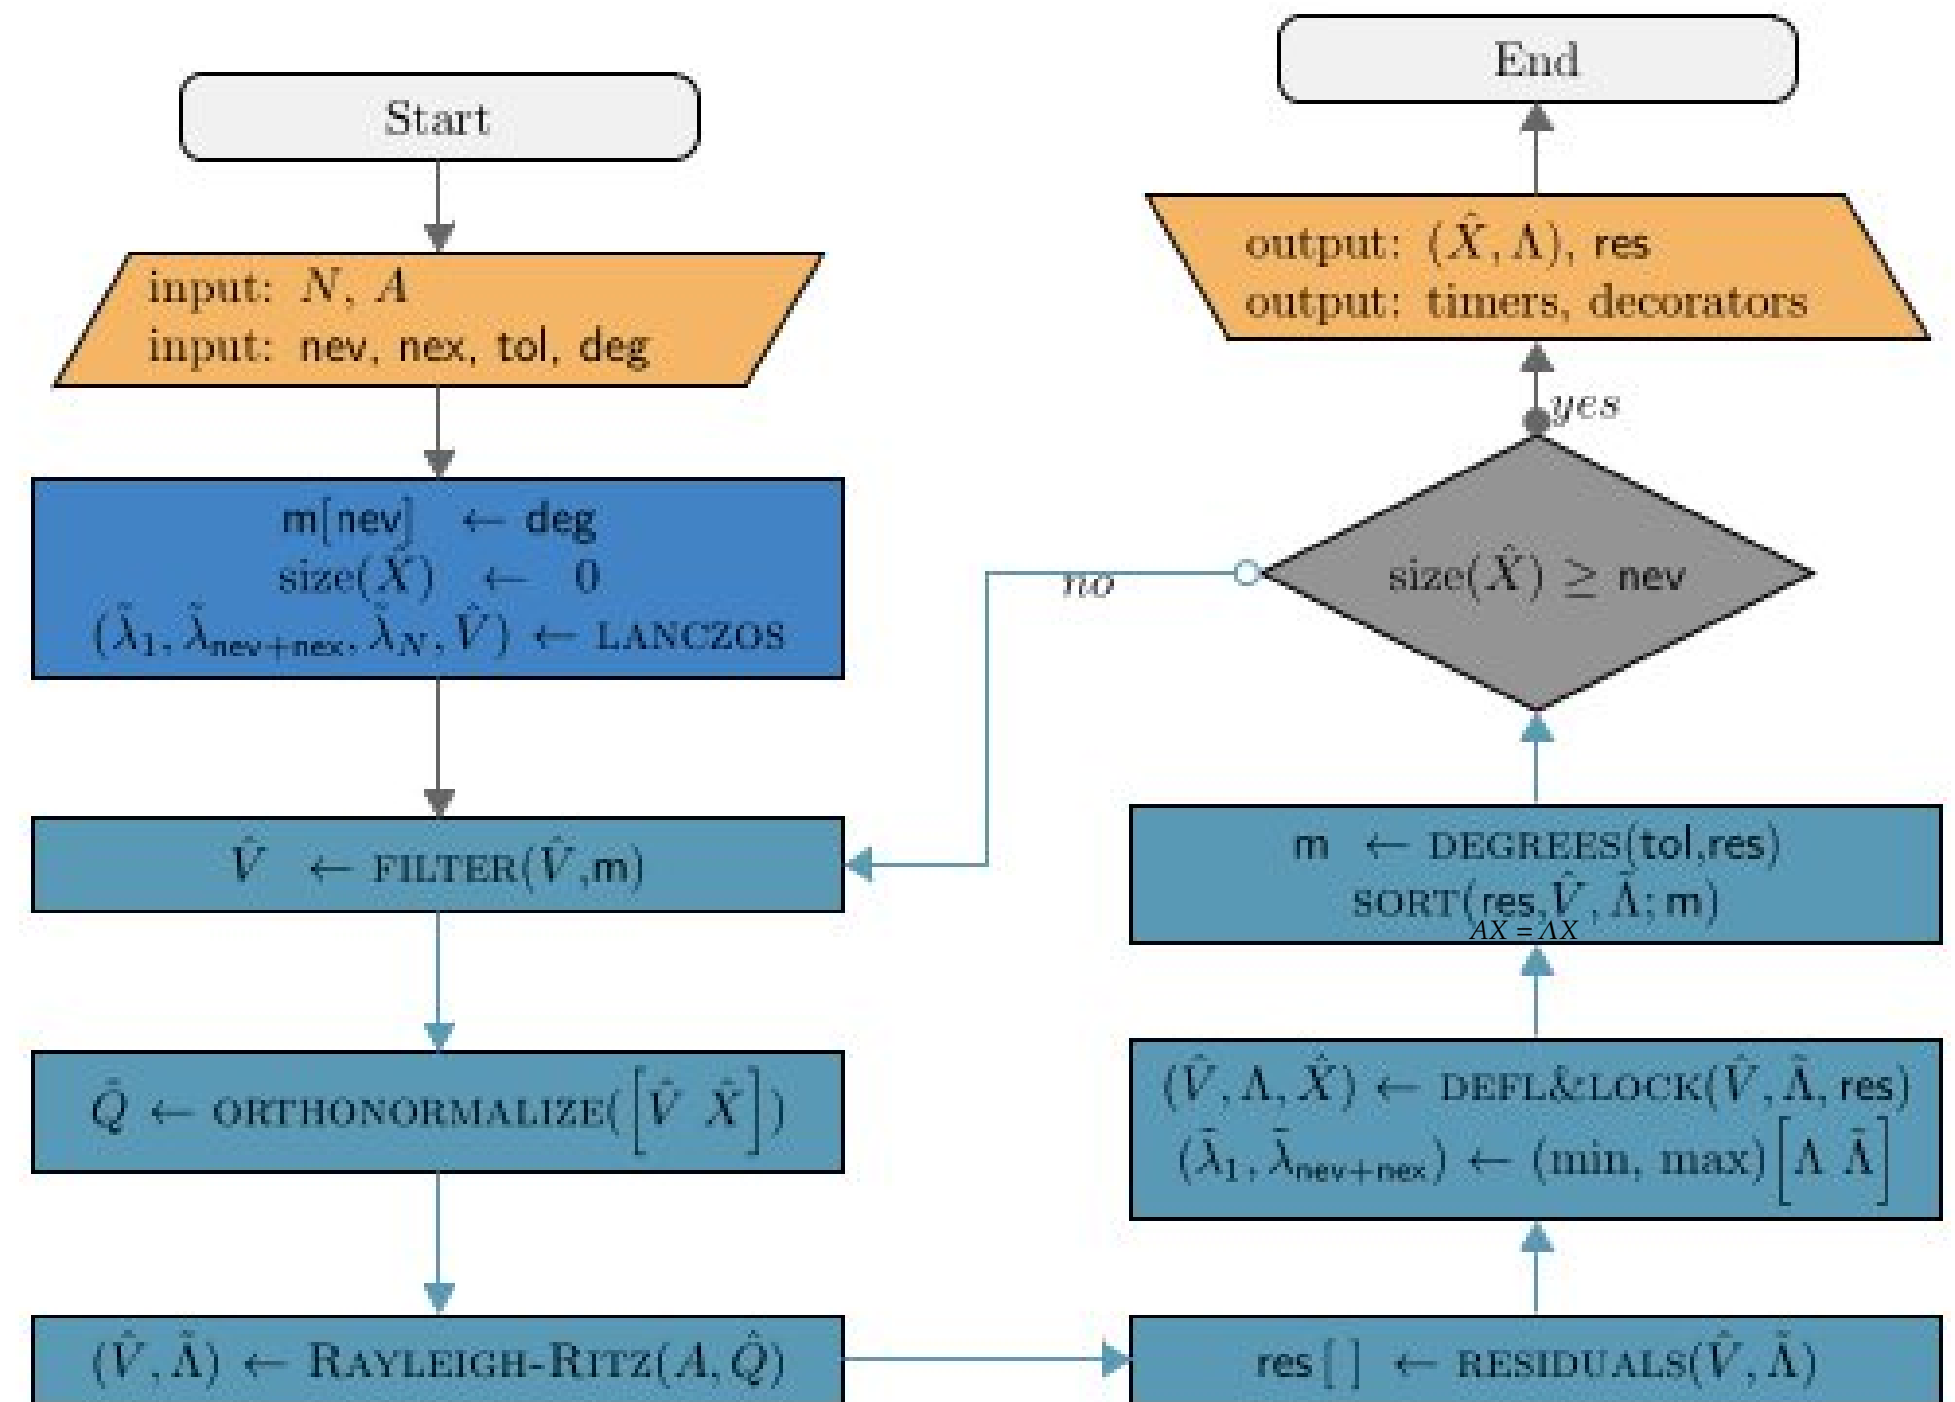 Start
input: N, A
input: nev, nex, tol, deg
m[nev] ← deg
size(X̂) ← 0
(λ̃₁, λ̃ₙₑᵥ₊ₙₑₓ, λ̃_N, V̂) ← LANCZOS
V̂ ← FILTER(V̂,m)
Q̂ ← ORTHONORMALIZE([V̂ X̂])
(V̂, Λ̃) ← RAYLEIGH-RITZ(A, Q̂)
res[ ] ← RESIDUALS(V̂, Λ̃)
(V̂, Λ, X̂) ← DEFL&LOCK(V̂, Λ̃, res)
(λ̃₁, λ̃ₙₑᵥ₊ₙₑₓ) ← (min, max)[Λ Λ̃]
m ← DEGREES(tol,res)
SORT(res,V̂, Λ̃; m)
AX = ΛX
size(X̂) ≥ nev
no
yes
output: (X̂, Λ), res
output: timers, decorators
End